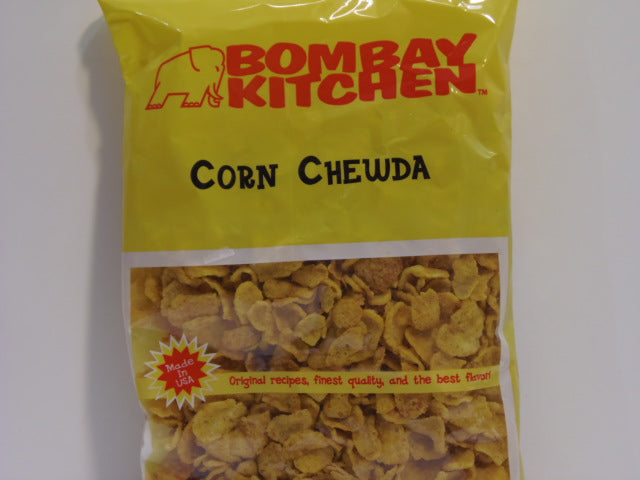 BOMBAY
KITCHEN™
CORN CHEWDA
Made
In
USA
Original recipes, finest quality, and the best flavor!